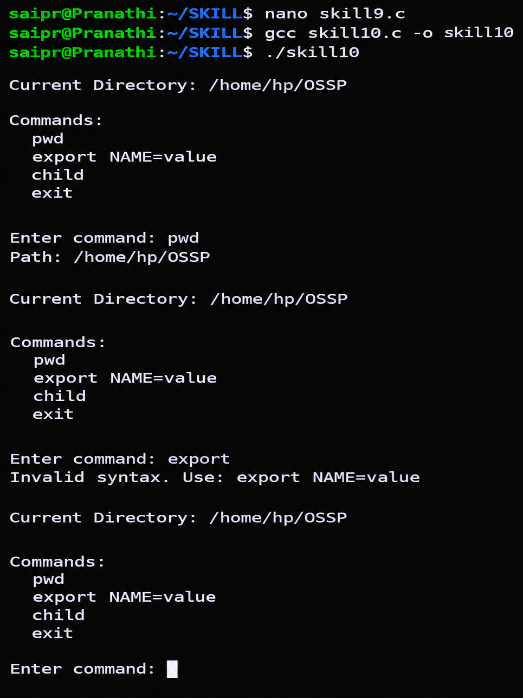 saipr@Pranathi:~/SKILL$ nano skill9.c
saipr@Pranathi:~/SKILL$ gcc skill10.c -o skill10
saipr@Pranathi:~/SKILL$ ./skill10
Current Directory: /home/hp/OSSP
Commands:
pwd
export NAME=value
child
exit
Enter command: pwd
Path: /home/hp/OSSP
Current Directory: /home/hp/OSSP
Commands:
pwd
export NAME=value
child
exit
Enter command: export
Invalid syntax. Use: export NAME=value
Current Directory: /home/hp/OSSP
Commands:
pwd
export NAME=value
child
exit
Enter command: